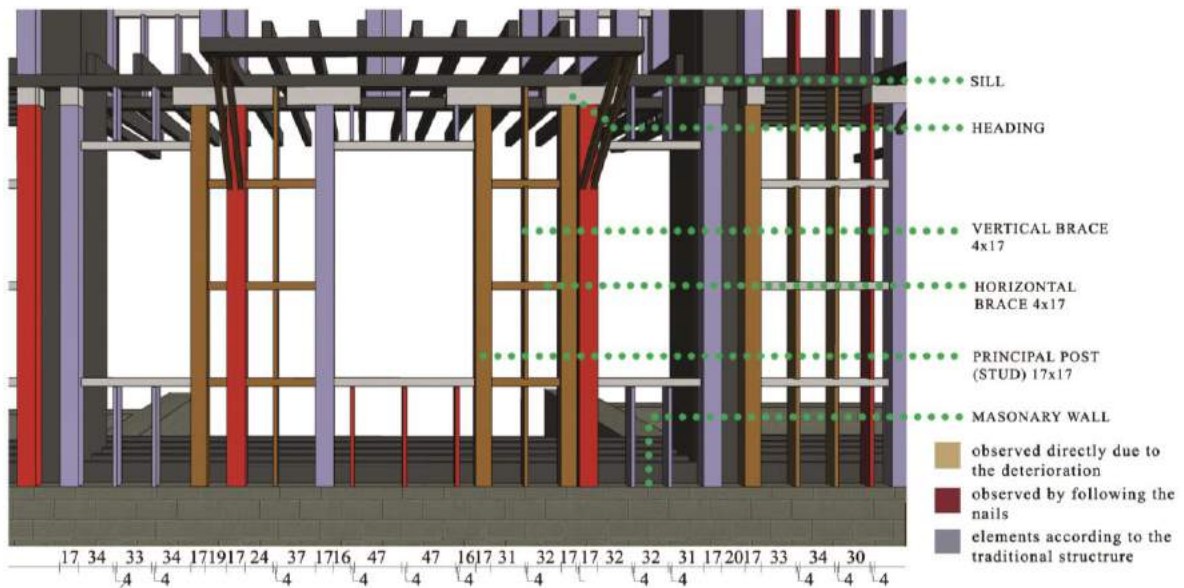 SILL
HEADING
VERTICAL BRACE
4x17
HORIZONTAL
BRACE 4x17
PRINCIPAL POST
(STUD) 17x17
MASONARY WALL
observed directly due to
the deterioration
observed by following the
nails
elements according to the
traditional structrure
17 34 33 34 17 19 17 24 37 17 16 47 47 16 17 31 32 17 17 32 32 31 17 20 17 33 34 30
4 4 4 4 4 4 4 4 4 4 4 4 4